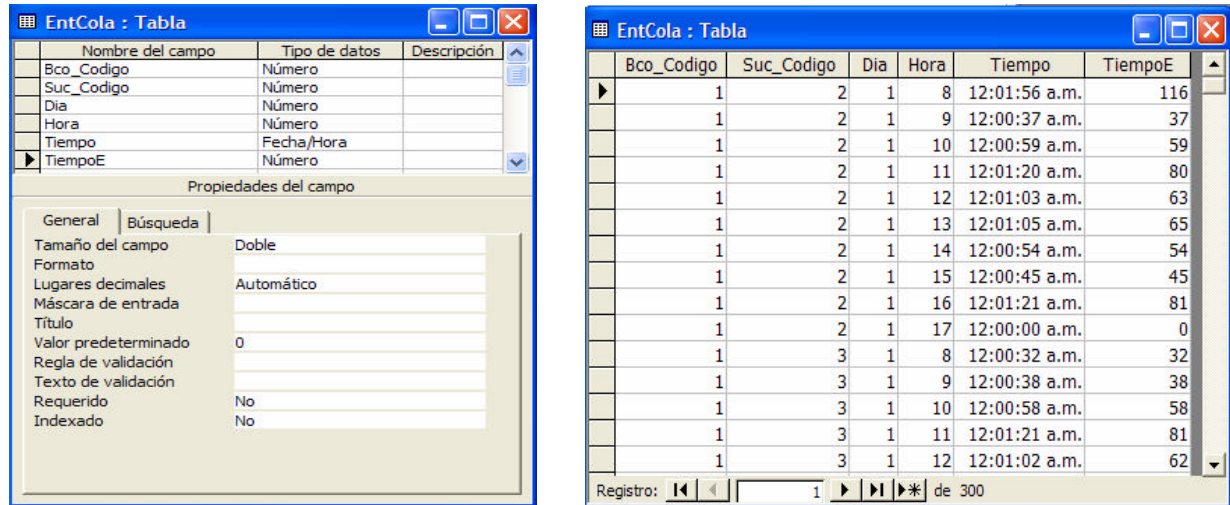 EntCola : Tabla
Nombre del campo Tipo de datos Descripción
Bco_Codigo Número
Suc_Codigo Número
Dia Número
Hora Número
Tiempo Fecha/Hora
TiempoE Número
Propiedades del campo
General Búsqueda
Tamaño del campo Doble
Formato
Lugares decimales Automático
Máscara de entrada
Título
Valor predeterminado 0
Regla de validación
Texto de validación
Requerido No
Indexado No
EntCola : Tabla
Bco_Codigo Suc_Codigo Dia Hora Tiempo TiempoE
1 2 1 8 12:01:56 a.m. 116
1 2 1 9 12:00:37 a.m. 37
1 2 1 10 12:00:59 a.m. 59
1 2 1 11 12:01:20 a.m. 80
1 2 1 12 12:01:03 a.m. 63
1 2 1 13 12:01:05 a.m. 65
1 2 1 14 12:00:54 a.m. 54
1 2 1 15 12:00:45 a.m. 45
1 2 1 16 12:01:21 a.m. 81
1 2 1 17 12:00:00 a.m. 0
1 3 1 8 12:00:32 a.m. 32
1 3 1 9 12:00:38 a.m. 38
1 3 1 10 12:00:58 a.m. 58
1 3 1 11 12:01:21 a.m. 81
1 3 1 12 12:01:02 a.m. 62
Registro: 1 de 300